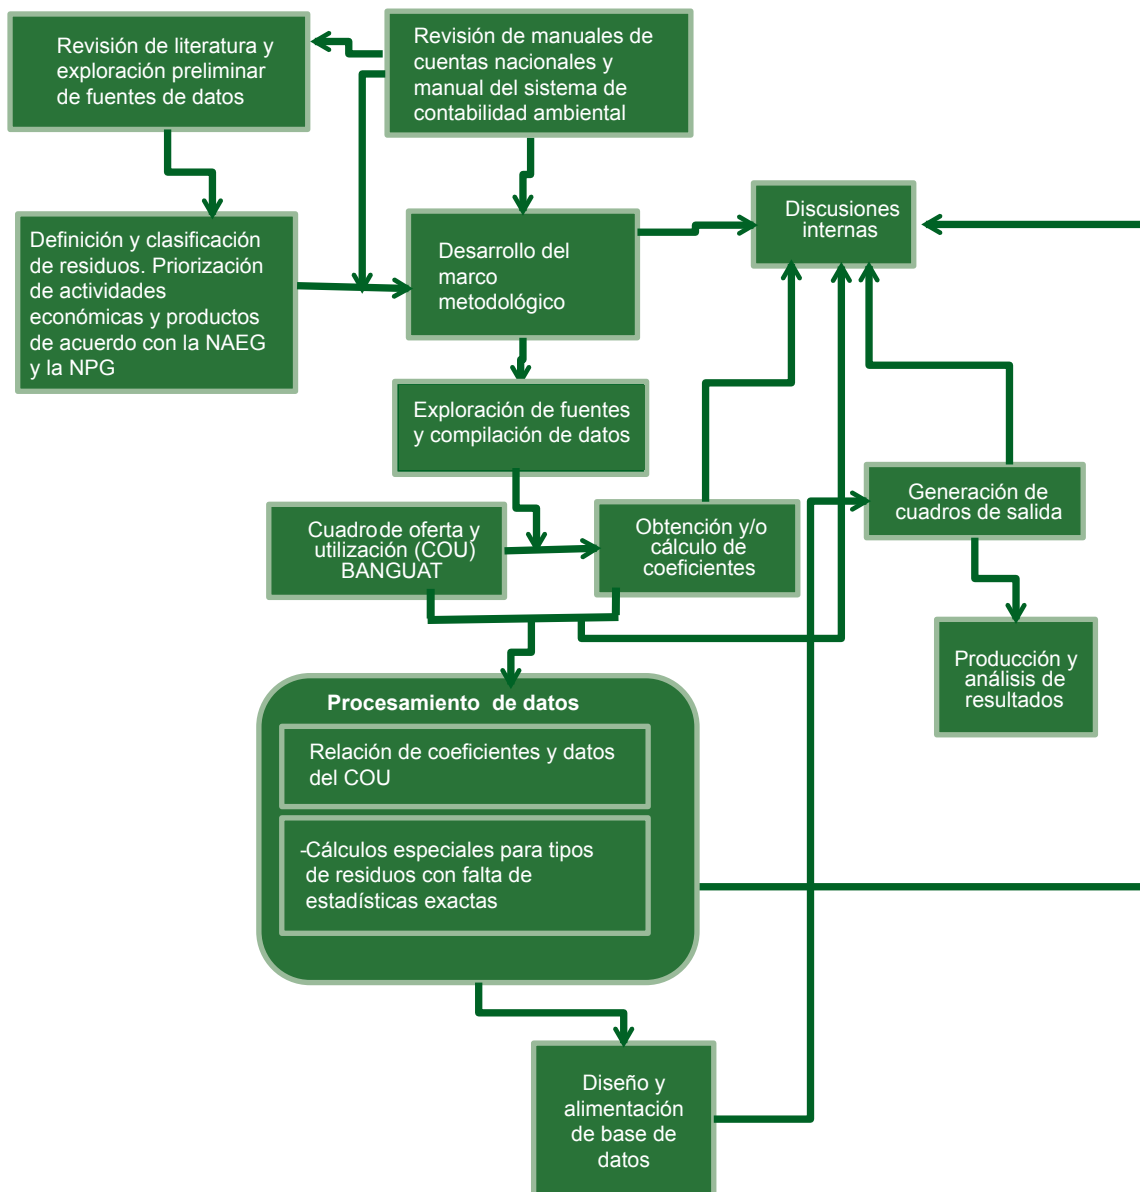 Revisión de literatura y
exploración preliminar
de fuentes de datos
Revisión de manuales de
cuentas nacionales y
manual del sistema de
contabilidad ambiental
Definición y clasificación
de residuos. Priorización
de actividades
económicas y productos
de acuerdo con la NAEG
y la NPG
Desarrollo del
marco
metodológico
Discusiones
internas
Exploración de fuentes
y compilación de datos
Cuadro de oferta y
utilización (COU)
BANGUAT
Obtención y/o
cálculo de
coeficientes
Generación de
cuadros de salida
Producción y
análisis de
resultados
Procesamiento de datos
Relación de coeficientes y datos
del COU
-Cálculos especiales para tipos
de residuos con falta de
estadísticas exactas
Diseño y
alimentación
de base de
datos